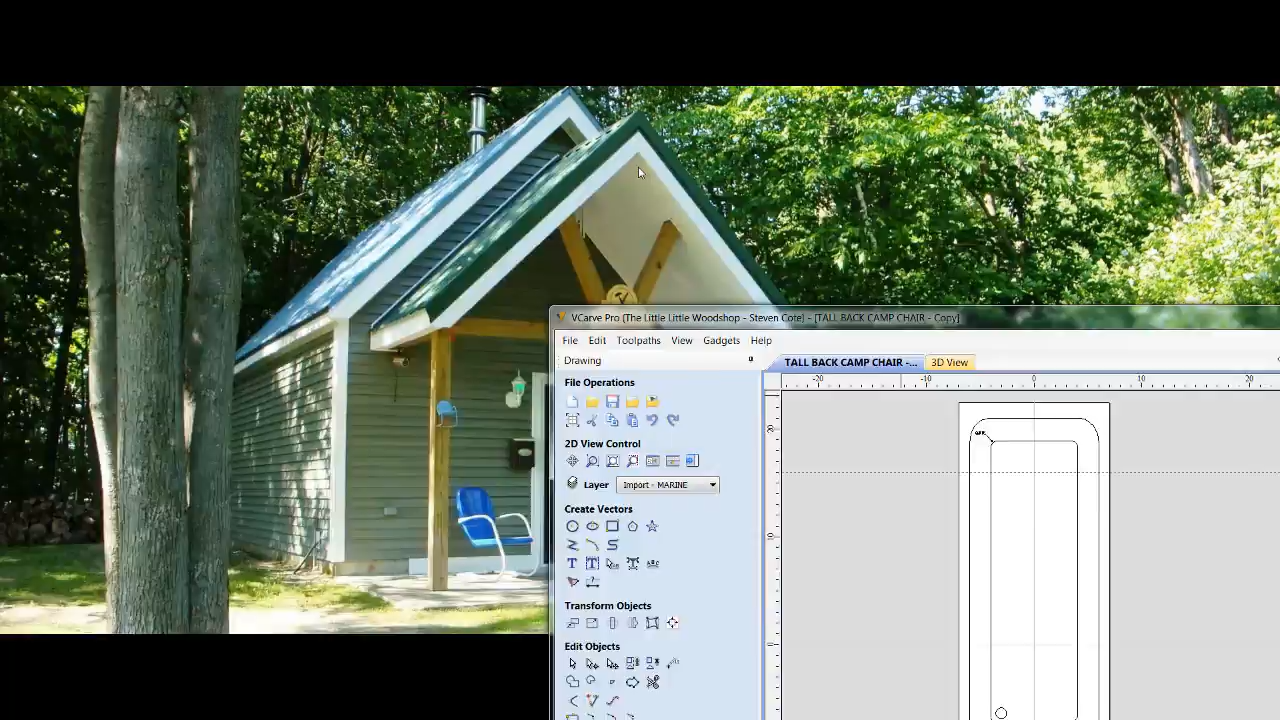 VCarve Pro (The Little Little Woodshop - Steven Cote) - [TALL BACK CAMP CHAIR - Copy]
File Edit Toolpaths View Gadgets Help
Drawing
TALL BACK CAMP CHAIR -... 3D View
-20 -10 0 10 20
File Operations
2D View Control
Layer Import - MARINE
Create Vectors
Transform Objects
Edit Objects